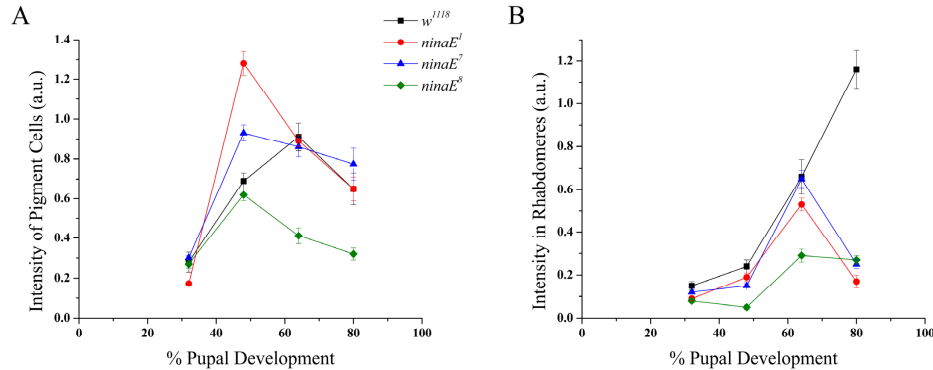 A
B
w1118
ninaE1
ninaE7
ninaE8
Intensity of Pigment Cells (a.u.)
1.4
1.2
1.0
0.8
0.6
0.4
0.2
0.0
0
20
40
60
80
100
% Pupal Development
Intensity in Rhabdomeres (a.u.)
1.2
1.0
0.8
0.6
0.4
0.2
0.0
0
20
40
60
80
100
% Pupal Development